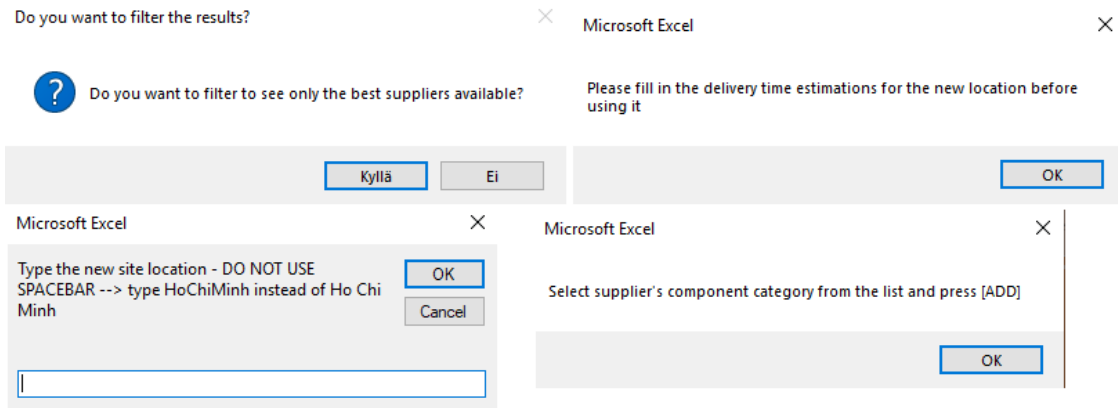 Do you want to filter the results?
Do you want to filter to see only the best suppliers available?
Kyllä
Ei
Microsoft Excel
Please fill in the delivery time estimations for the new location before
using it
OK
Microsoft Excel
Type the new site location - DO NOT USE
SPACEBAR --> type HoChiMinh instead of Ho Chi
Minh
OK
Cancel
Microsoft Excel
Select supplier's component category from the list and press [ADD]
OK